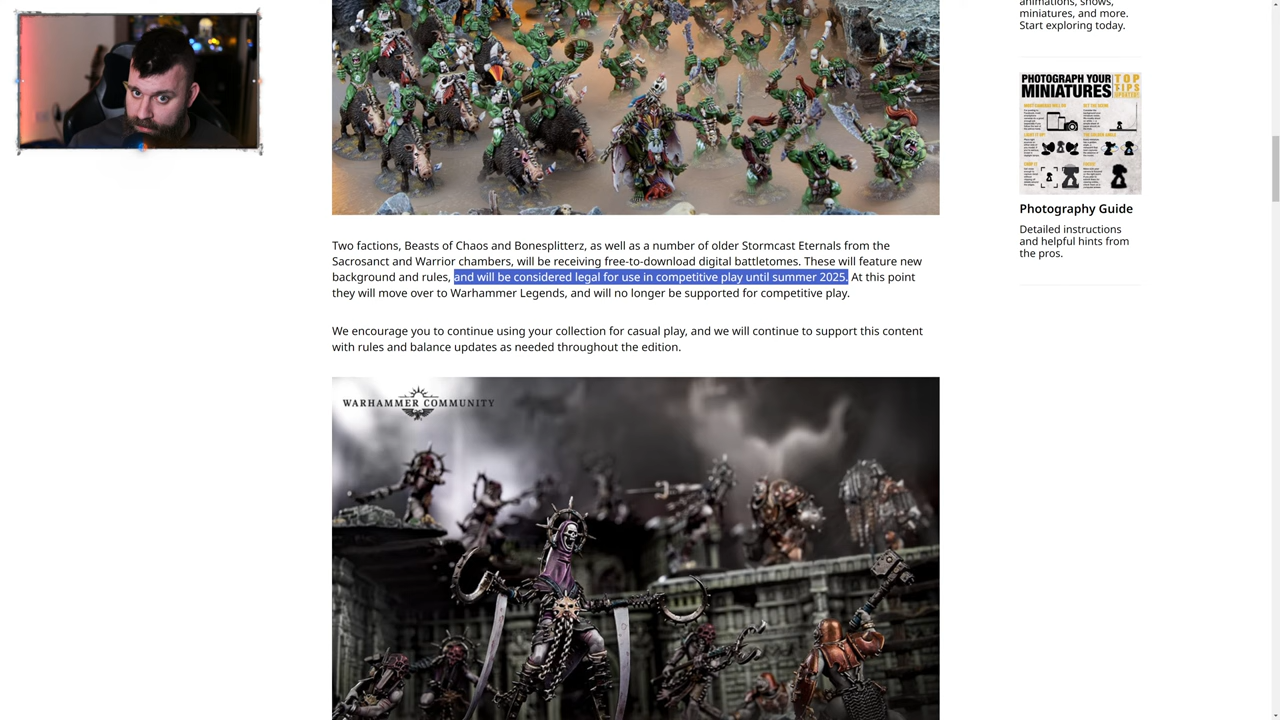 animations, shows,
miniatures, and more.
Start exploring today.
PHOTOGRAPH YOUR
MINIATURES
TOP
TIPS
Photography Guide
Detailed instructions
and helpful hints from
the pros.
Two factions, Beasts of Chaos and Bonesplitterz, as well as a number of older Stormcast Eternals from the
Sacrosanct and Warrior chambers, will be receiving free-to-download digital battletomes. These will feature new
background and rules, and will be considered legal for use in competitive play until summer 2025. At this point
they will move over to Warhammer Legends, and will no longer be supported for competitive play.
We encourage you to continue using your collection for casual play, and we will continue to support this content
with rules and balance updates as needed throughout the edition.
WARHAMMER COMMUNITY